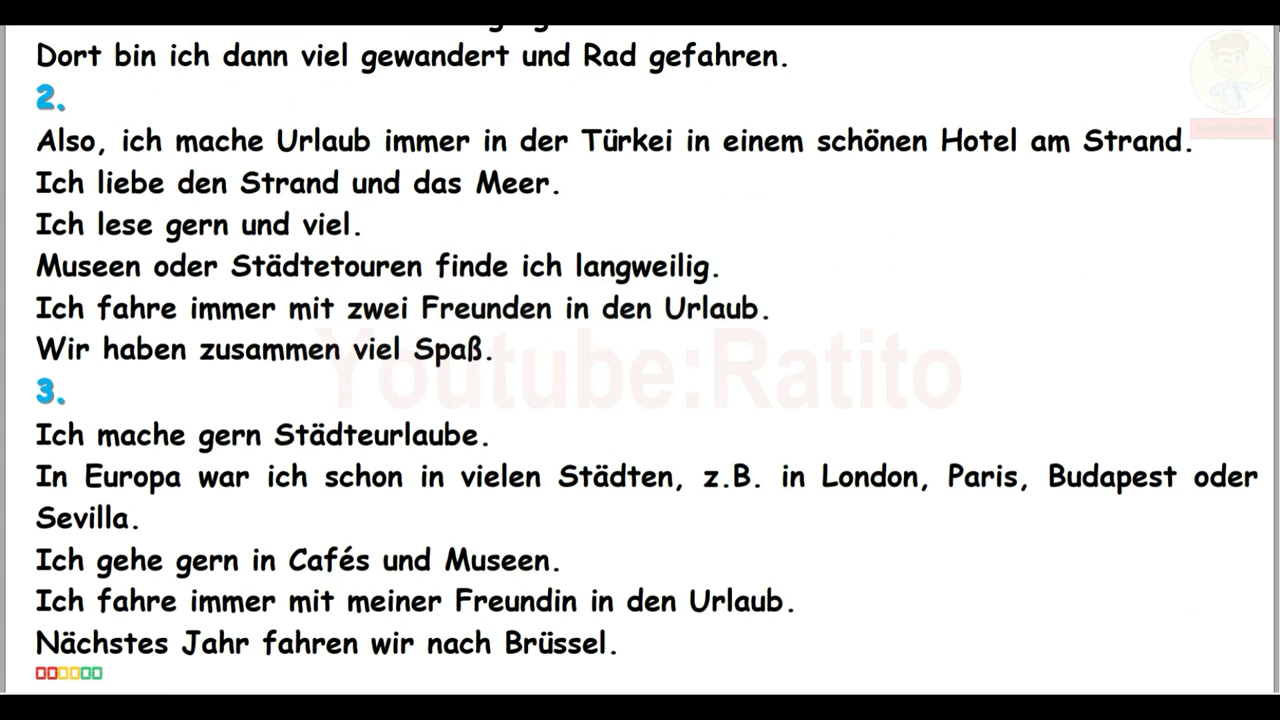 Dort bin ich dann viel gewandert und Rad gefahren.
2.
Also, ich mache Urlaub immer in der Türkei in einem schönen Hotel am Strand.
Ich liebe den Strand und das Meer.
Ich lese gern und viel.
Museen oder Städtetouren finde ich langweilig.
Ich fahre immer mit zwei Freunden in den Urlaub.
Wir haben zusammen viel Spaß.
Youtube:Ratito
3.
Ich mache gern Städteurlaube.
In Europa war ich schon in vielen Städten, z.B. in London, Paris, Budapest oder
Sevilla.
Ich gehe gern in Cafés und Museen.
Ich fahre immer mit meiner Freundin in den Urlaub.
Nächstes Jahr fahren wir nach Brüssel.